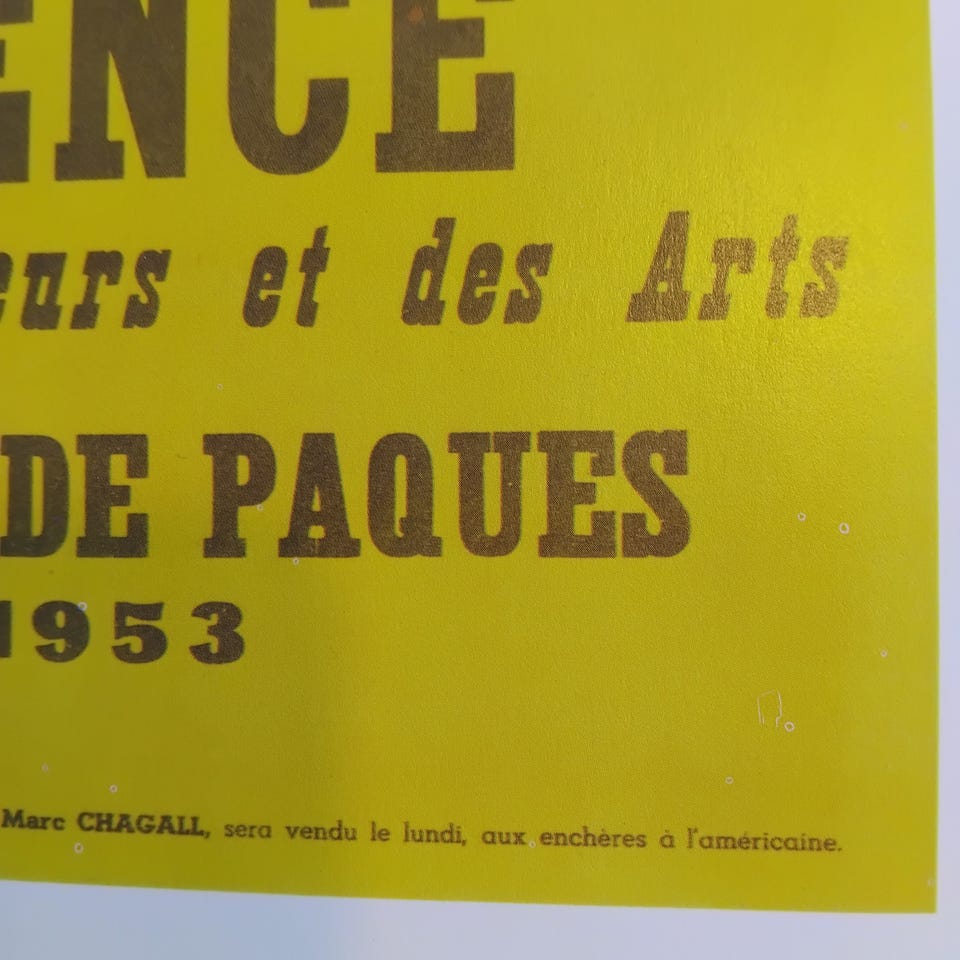 ENCE
eurs et des Arts
DE PAQUES
1953
Marc CHAGALL, sera vendu le lundi, aux enchères à l'américaine.